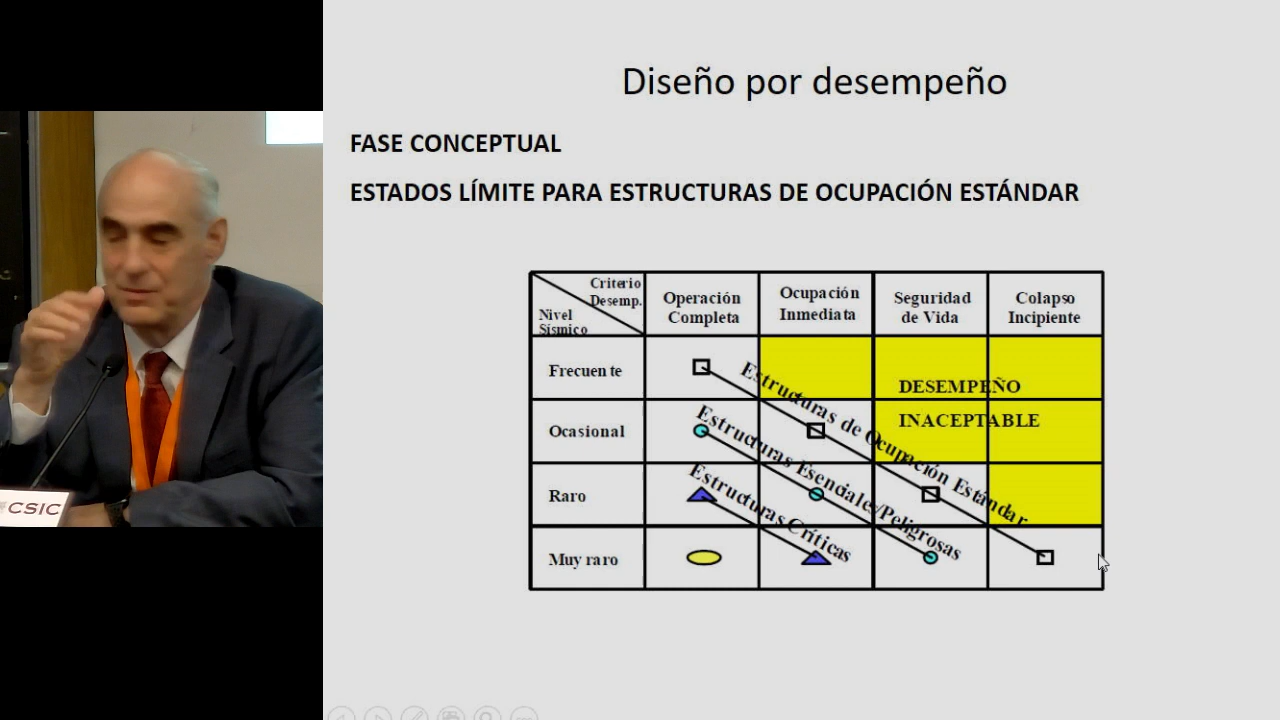 Diseño por desempeño
FASE CONCEPTUAL
ESTADOS LÍMITE PARA ESTRUCTURAS DE OCUPACIÓN ESTÁNDAR
Criterio
Desemp.
Nivel
Sísmico
Operación
Completa
Ocupación
Inmediata
Seguridad
de Vida
Colapso
Incipiente
Frecuente
Estructuras de Ocupación Estándar
DESEMPEÑO
INACEPTABLE
Ocasional
Estructuras Esenciales/Peligrosas
Raro
Estructuras Críticas
Muy raro
CSIC